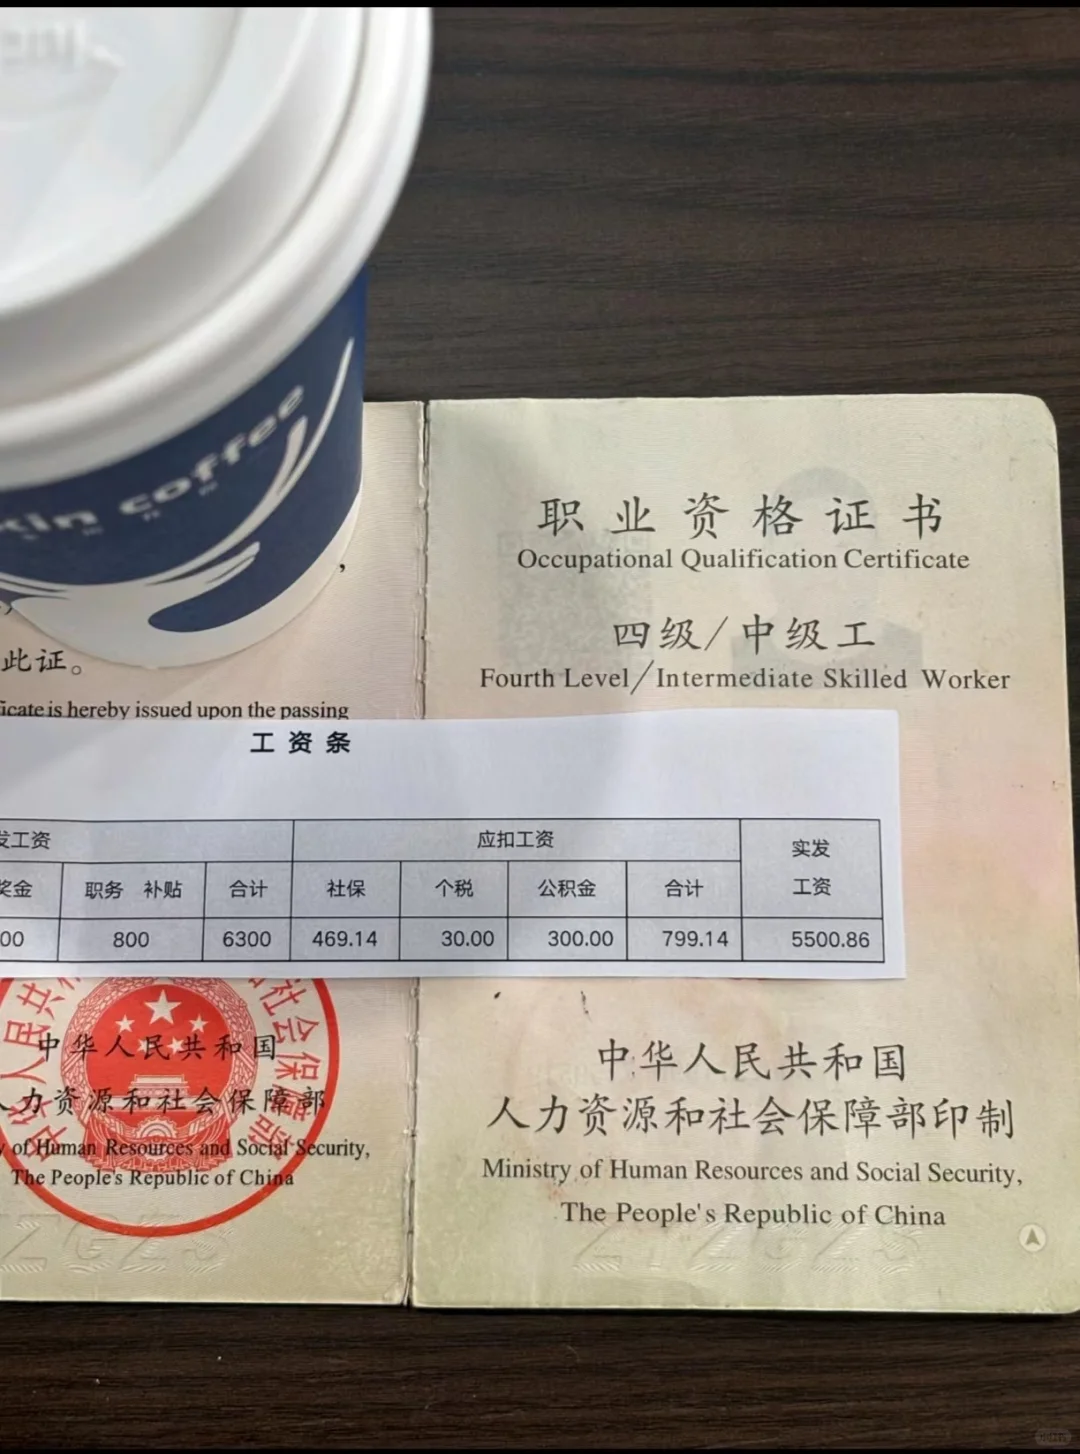 kin coffee
此证。
ficate is hereby issued upon the passing
职业资格证书
Occupational Qualification Certificate
四级/中级工
Fourth Level/Intermediate Skilled Worker
工资条
发工资 应扣工资 实发工资
奖金 职务 补贴 合计 社保 个税 公积金 合计
00 800 6300 469.14 30.00 300.00 799.14 5500.86
中华人民共和国
人力资源和社会保障部
y of Human Resources and Social Security,
The People's Republic of China
中华人民共和国
人力资源和社会保障部印制
Ministry of Human Resources and Social Security,
The People's Republic of China